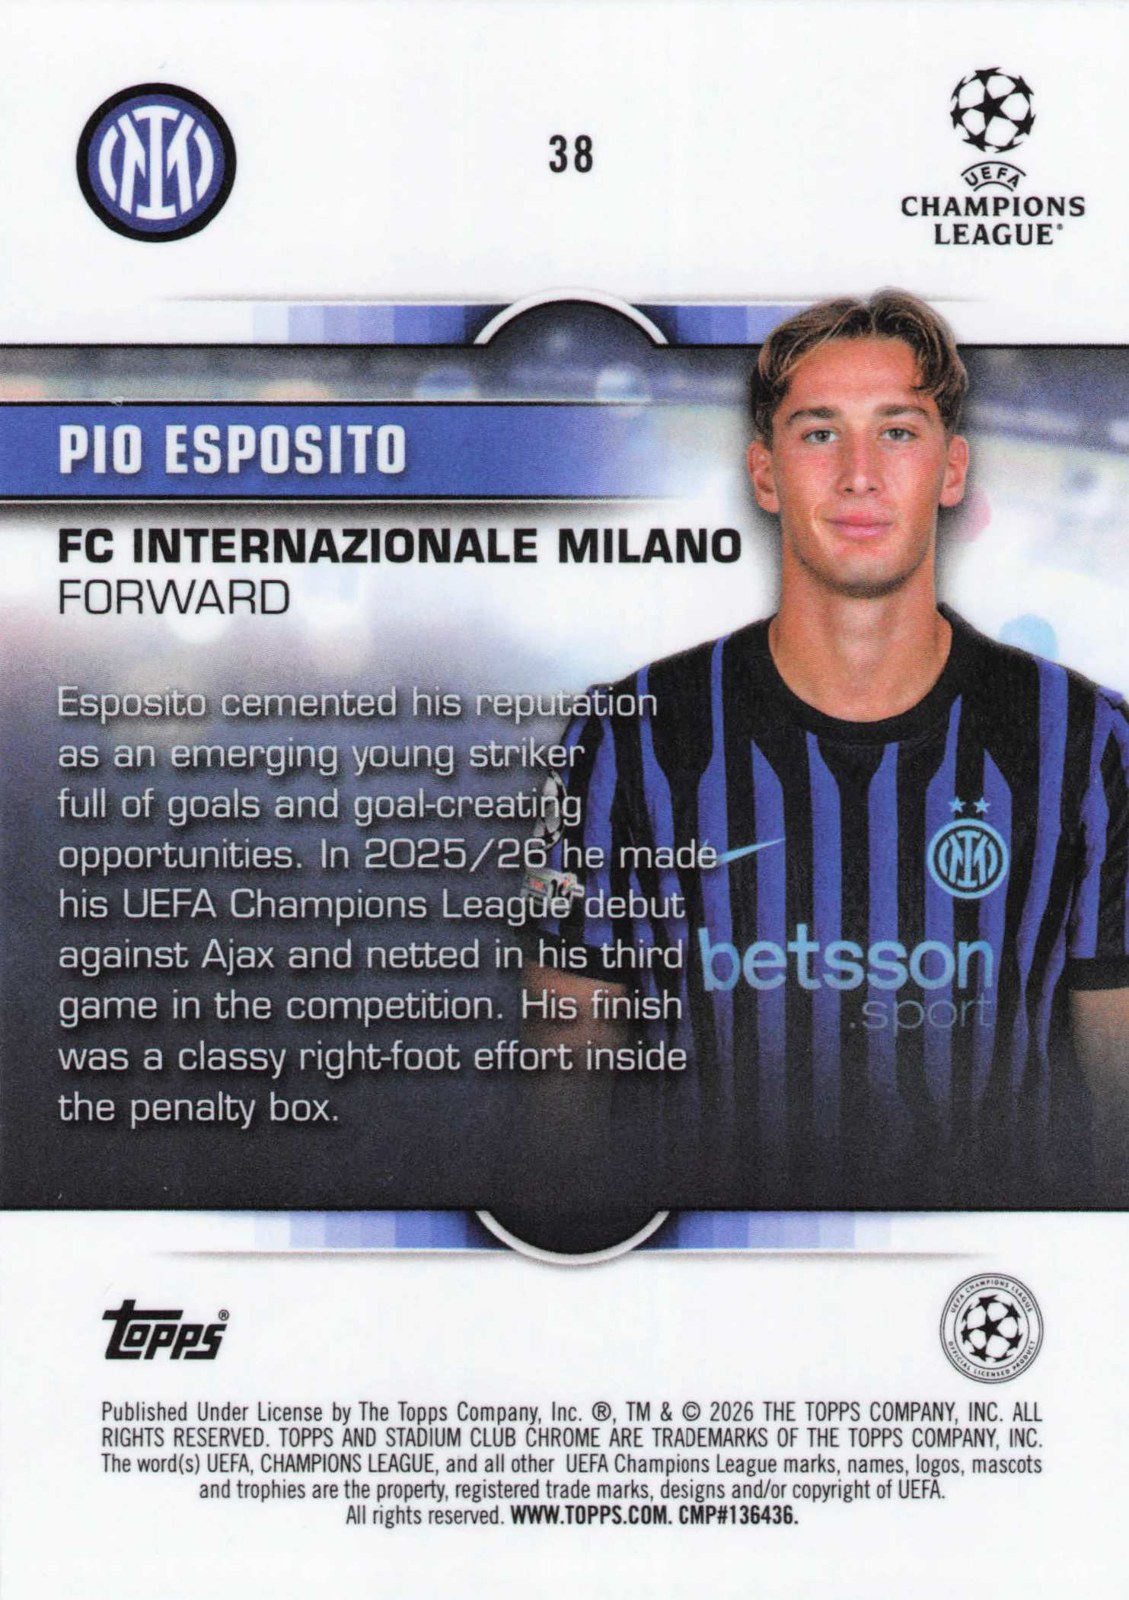 38
UEFA
CHAMPIONS
LEAGUE®
PIO ESPOSITO
FC INTERNAZIONALE MILANO
FORWARD
Esposito cemented his reputation
as an emerging young striker
full of goals and goal-creating
opportunities. In 2025/26 he made
his UEFA Champions League debut
against Ajax and netted in his third
game in the competition. His finish
was a classy right-foot effort inside
the penalty box.
betsson
.sport
TOPPS®
UEFA CHAMPIONS LEAGUE
OFFICIAL LICENSED PRODUCT
Published Under License by The Topps Company, Inc. ®, TM & © 2026 THE TOPPS COMPANY, INC. ALL
RIGHTS RESERVED. TOPPS AND STADIUM CLUB CHROME ARE TRADEMARKS OF THE TOPPS COMPANY, INC.
The word(s) UEFA, CHAMPIONS LEAGUE, and all other UEFA Champions League marks, names, logos, mascots
and trophies are the property, registered trade marks, designs and/or copyright of UEFA.
All rights reserved. WWW.TOPPS.COM. CMP#136436.